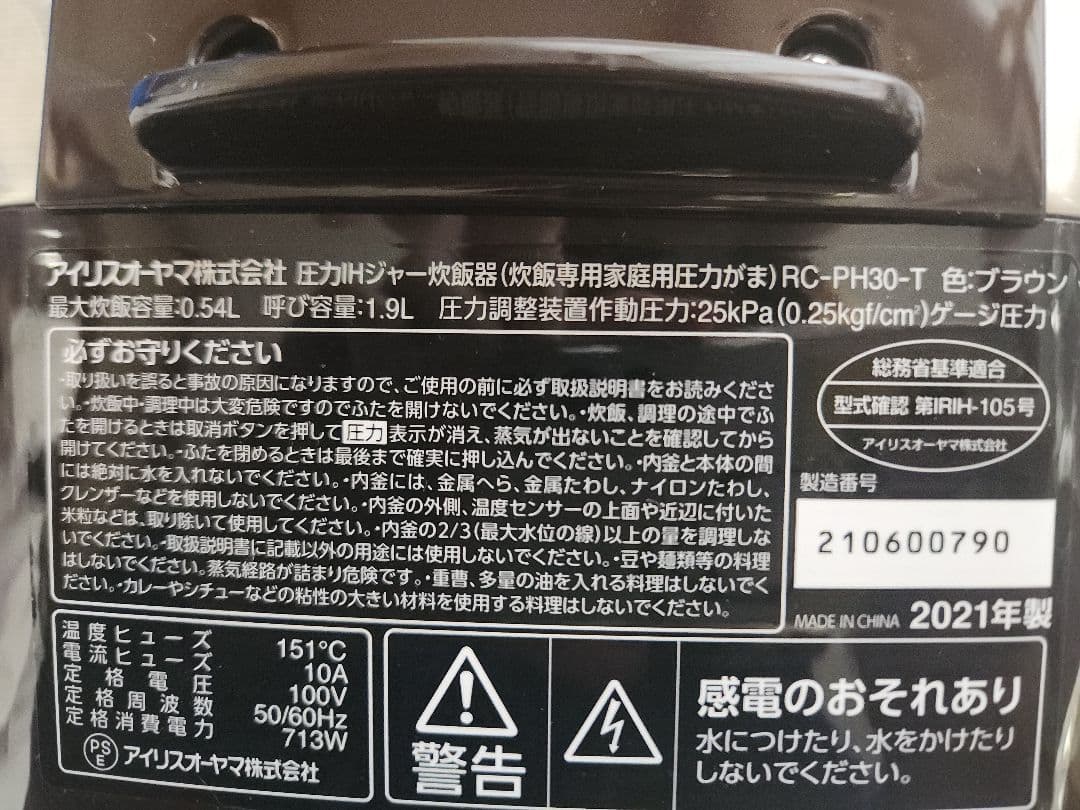 アイリスオーヤマ株式会社 圧力IHジャー炊飯器(炊飯専用家庭用圧力がま)RC-PH30-T 色:ブラウン
最大炊飯容量:0.54L 呼び容量:1.9L 圧力調整装置作動圧力:25kPa(0.25kgf/cm²)ゲージ圧力
必ずお守りください
・取り扱いを誤ると事故の原因になりますので、ご使用の前に必ず取扱説明書をお読みくださ
い。・炊飯中・調理中は大変危険ですのでふたを開けないでください。・炊飯、調理の途中でふ
たを開けるときは取消ボタンを押して圧力表示が消え、蒸気が出ないことを確認してから
開けてください。・ふたを閉めるときは最後まで確実に押し込んでください。・内釜と本体の間
には絶対に水を入れないでください。・内釜には、金属へら、金属たわし、ナイロンたわし、
クレンザーなどを使用しないでください。・内釜の外側、温度センサーの上面や近辺に付いた
米粒などは、取り除いて使用してください。・内釜の2/3(最大水位の線)以上の量を調理しな
いでください。・取扱説明書に記載以外の用途には使用しないでください。・豆や麺類等の料理
はしないでください。蒸気経路が詰まり危険です。・重曹、多量の油を入れる料理はしないでく
ださい。・カレーやシチューなどの粘性の大きい材料を使用する料理はしないでください。
総務省基準適合
型式確認 第IRIH-105号
アイリスオーヤマ株式会社
製造番号
210600790
MADE IN CHINA 2021年製
温度ヒューズ 151℃
電流ヒューズ 10A
定格電圧 100V
定格周波数 50/60Hz
定格消費電力 713W
PSE アイリスオーヤマ株式会社
警告
感電のおそれあり
水につけたり、水をかけたり
しないでください。